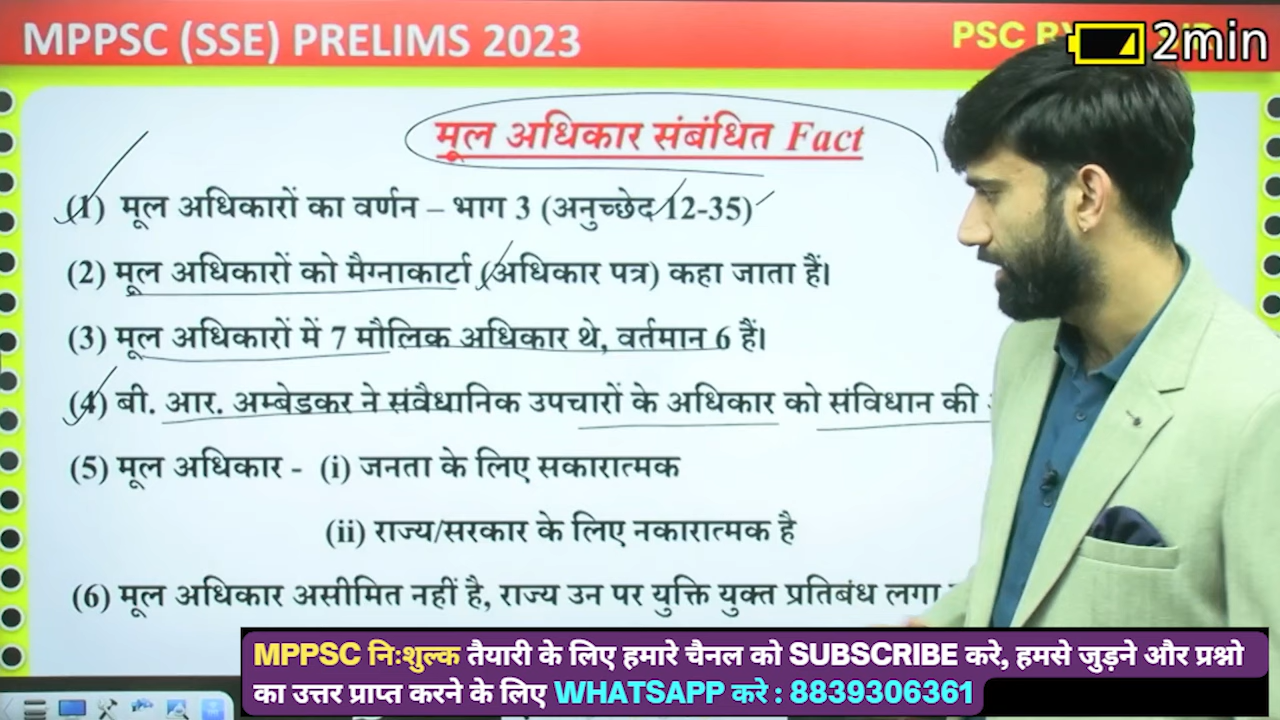 MPPSC (SSE) PRELIMS 2023
PSC
2min
मूल अधिकार संबंधित Fact
(1) मूल अधिकारों का वर्णन – भाग 3 (अनुच्छेद 12-35)
(2) मूल अधिकारों को मैग्नाकार्टा (अधिकार पत्र) कहा जाता हैं।
(3) मूल अधिकारों में 7 मौलिक अधिकार थे, वर्तमान 6 हैं।
(4) बी. आर. अम्बेडकर ने संवैधानिक उपचारों के अधिकार को संविधान की
(5) मूल अधिकार - (i) जनता के लिए सकारात्मक
(ii) राज्य/सरकार के लिए नकारात्मक है
(6) मूल अधिकार असीमित नहीं है, राज्य उन पर युक्ति युक्त प्रतिबंध लगा
MPPSC निःशुल्क तैयारी के लिए हमारे चैनल को SUBSCRIBE करे, हमसे जुड़ने और प्रश्नो
का उत्तर प्राप्त करने के लिए WHATSAPP करे : 8839306361